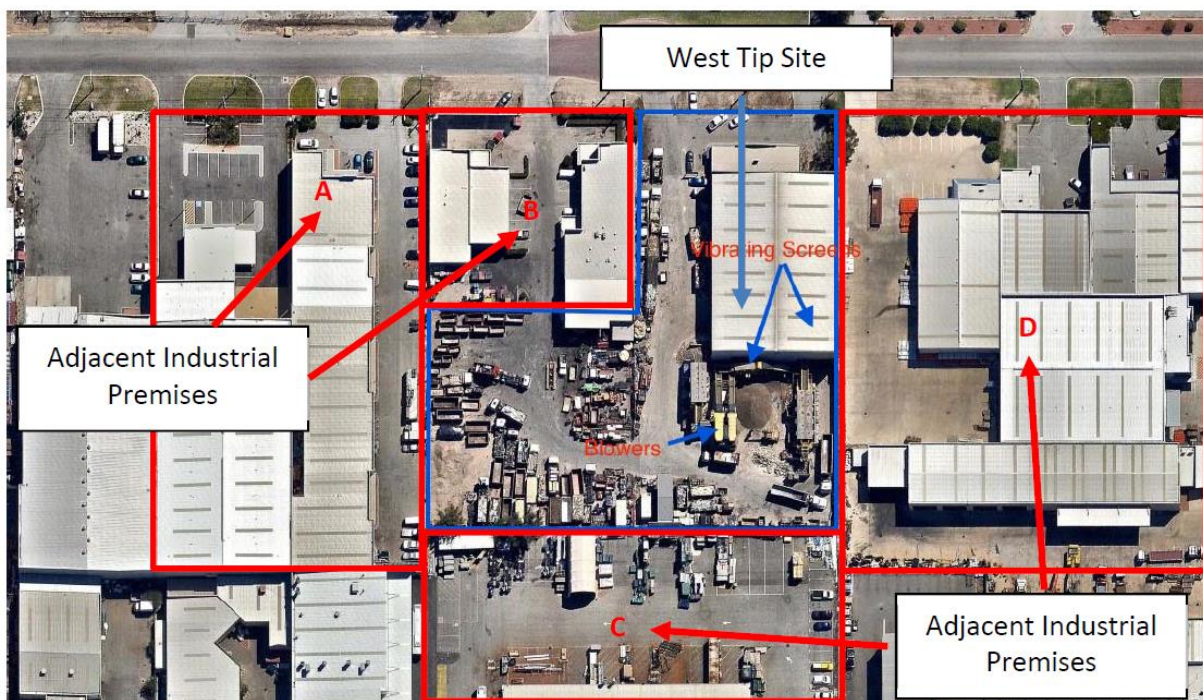 West Tip Site
A
B
Vibrating Screens
Adjacent Industrial
Premises
D
Blowers
C
Adjacent Industrial
Premises